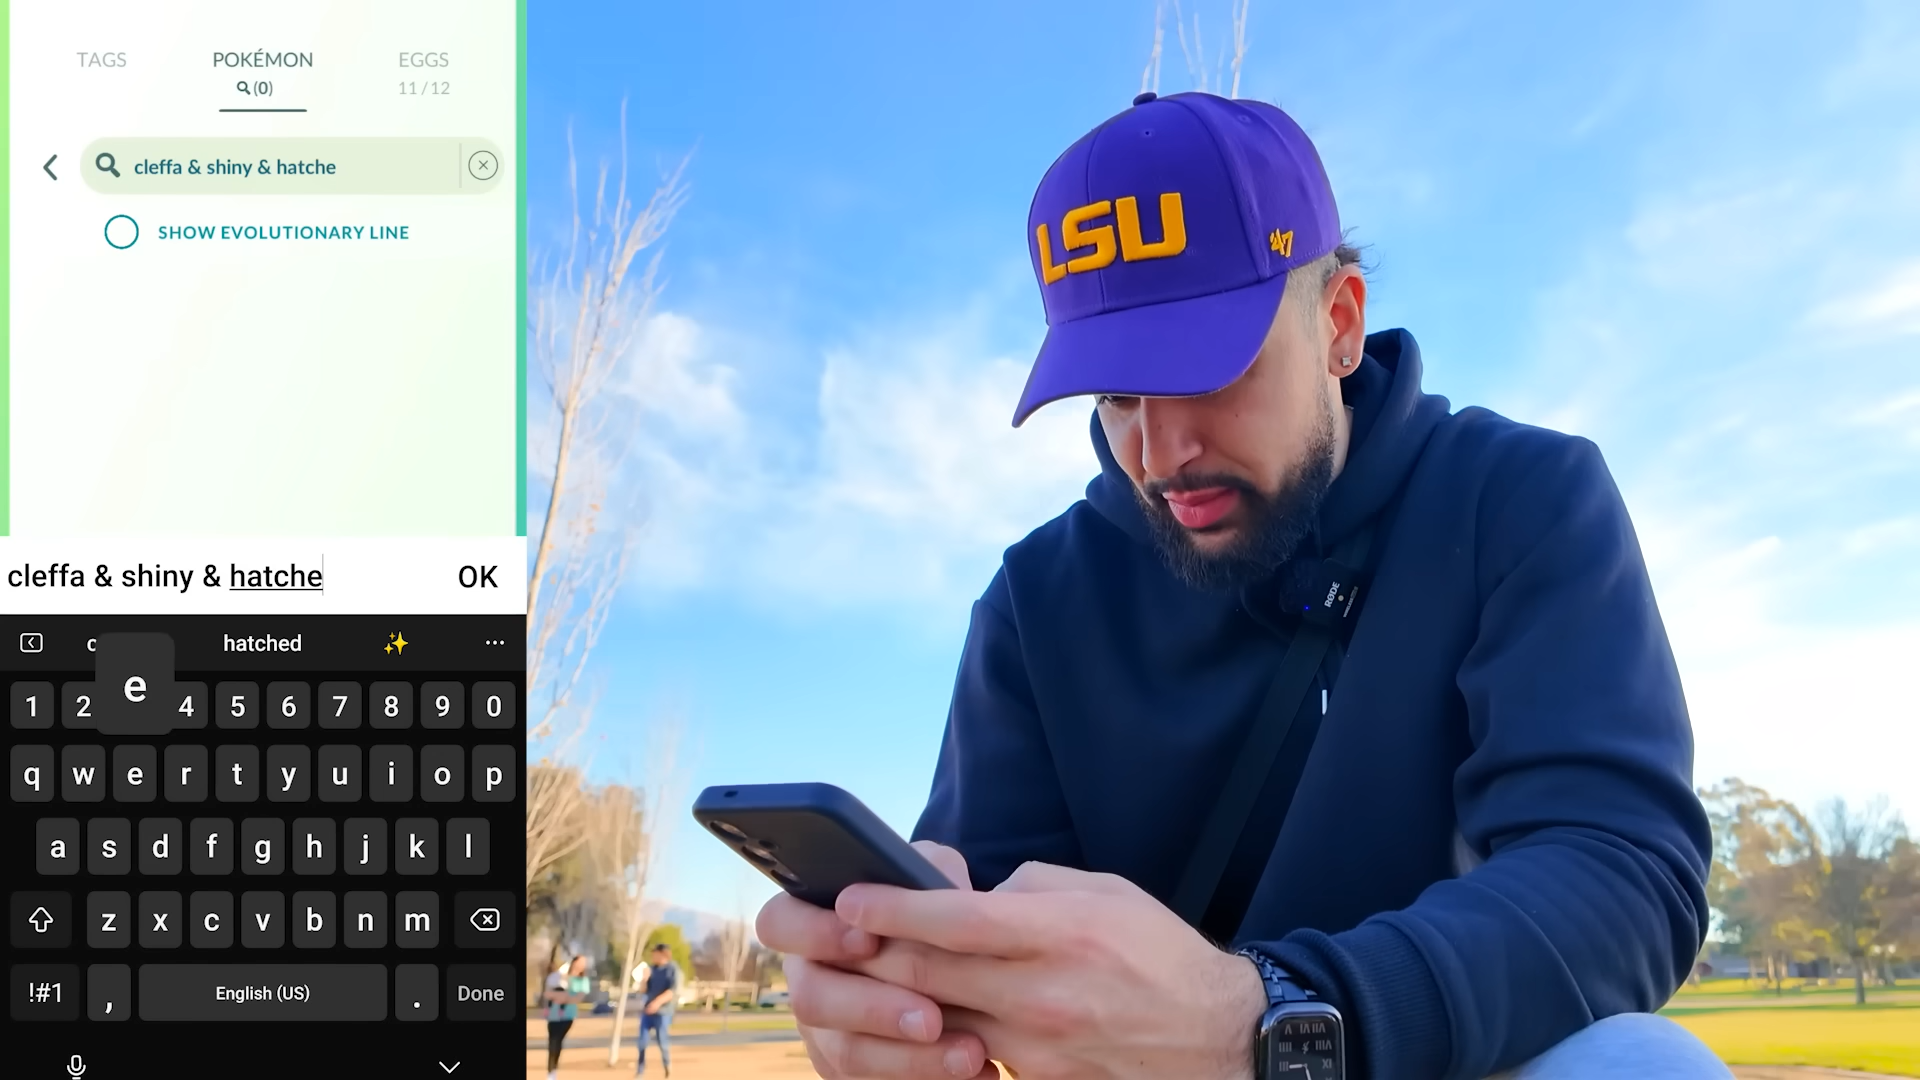 TAGS
POKÉMON
(0)
EGGS
11/12
cleffa & shiny & hatche
SHOW EVOLUTIONARY LINE
cleffa & shiny & hatche
OK
hatched
e
1 2 4 5 6 7 8 9 0
q w e r t y u i o p
a s d f g h j k l
z x c v b n m
!#1 , English (US) . Done
LSU
47
RØDE